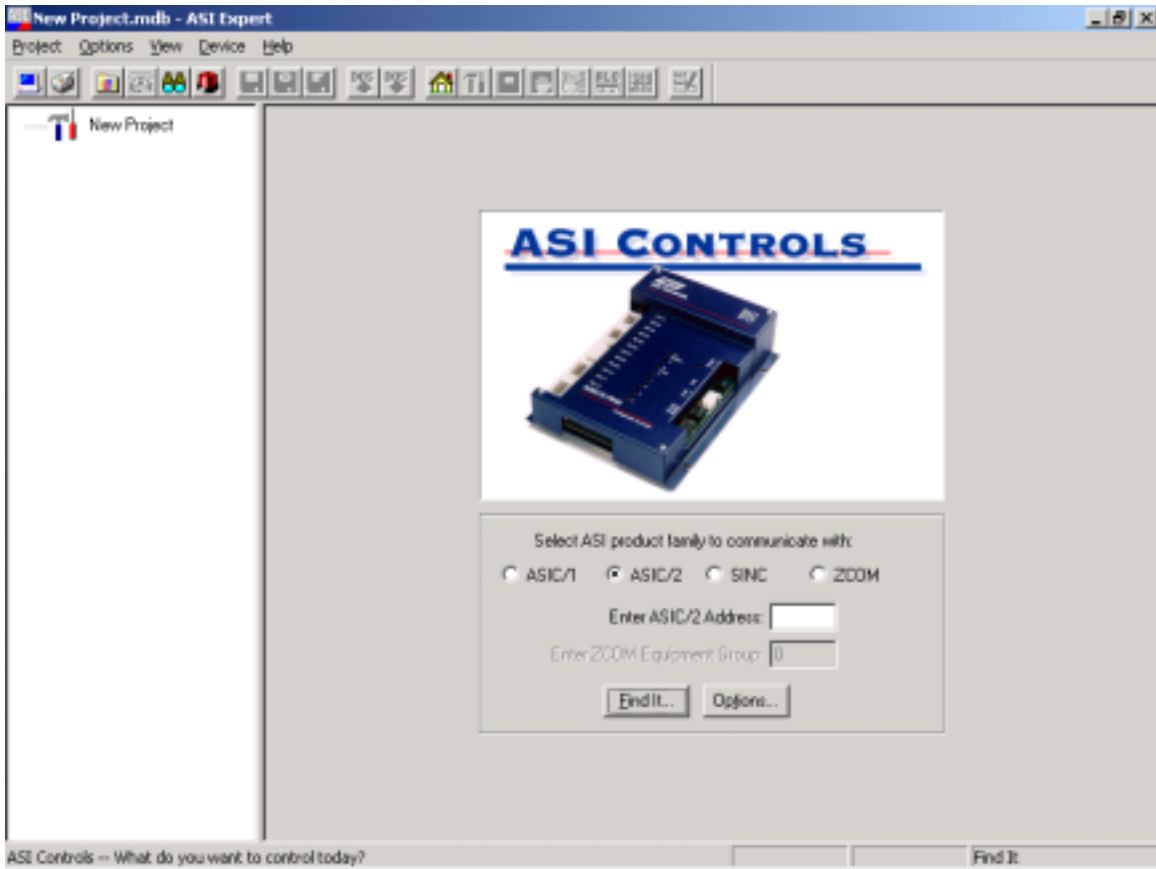 New Project.mdb - ASI Expert
Project Options View Device Help
New Project
ASI CONTROLS
Select ASI product family to communicate with:
ASIC/1 ASIC/2 SINC ZCOM
Enter ASIC/2 Address:
Enter ZCOM Equipment Group: 0
Find It... Options...
ASI Controls -- What do you want to control today? Find It